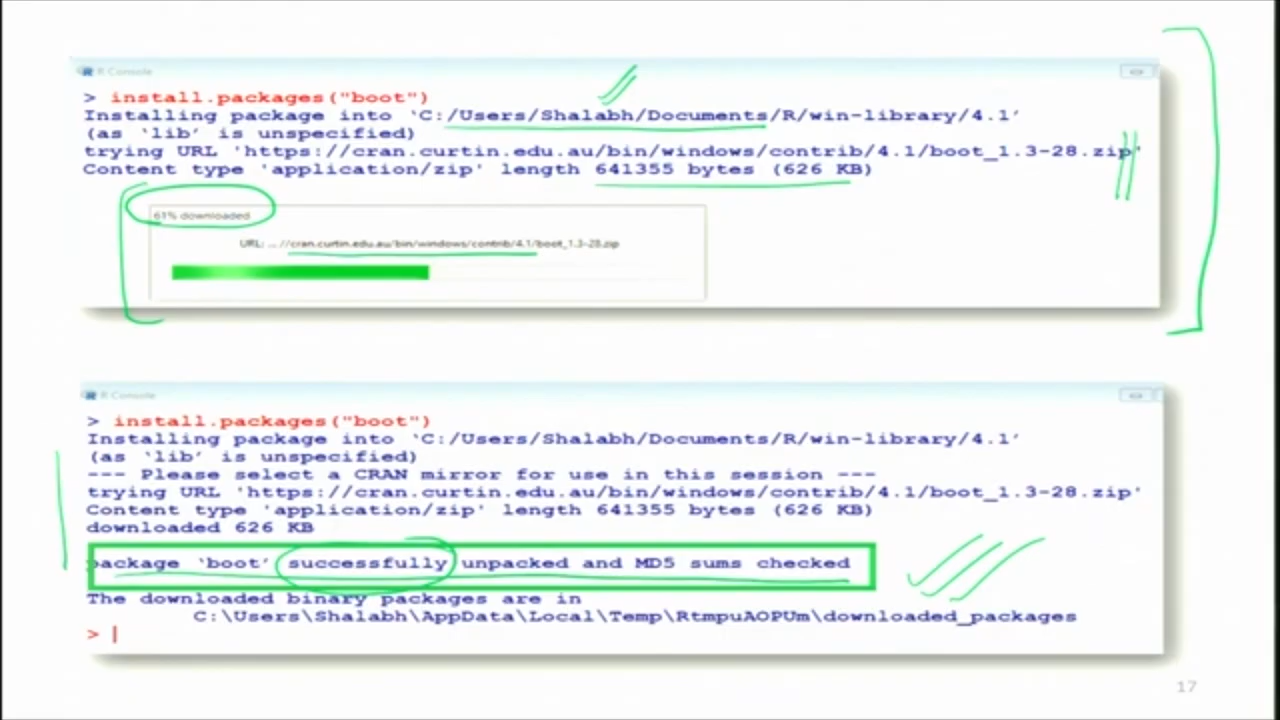 R Console
> install.packages("boot")
Installing package into ‘C:/Users/Shalabh/Documents/R/win-library/4.1’
(as ‘lib’ is unspecified)
trying URL 'https://cran.curtin.edu.au/bin/windows/contrib/4.1/boot_1.3-28.zip'
Content type 'application/zip' length 641355 bytes (626 KB)
61% downloaded
URL: ...//cran.curtin.edu.au/bin/windows/contrib/4.1/boot_1.3-28.zip
R Console
> install.packages("boot")
Installing package into ‘C:/Users/Shalabh/Documents/R/win-library/4.1’
(as ‘lib’ is unspecified)
--- Please select a CRAN mirror for use in this session ---
trying URL 'https://cran.curtin.edu.au/bin/windows/contrib/4.1/boot_1.3-28.zip'
Content type 'application/zip' length 641355 bytes (626 KB)
downloaded 626 KB
package ‘boot’ successfully unpacked and MD5 sums checked
The downloaded binary packages are in
C:\Users\Shalabh\AppData\Local\Temp\RtmpuAOPUm\downloaded_packages
>
17